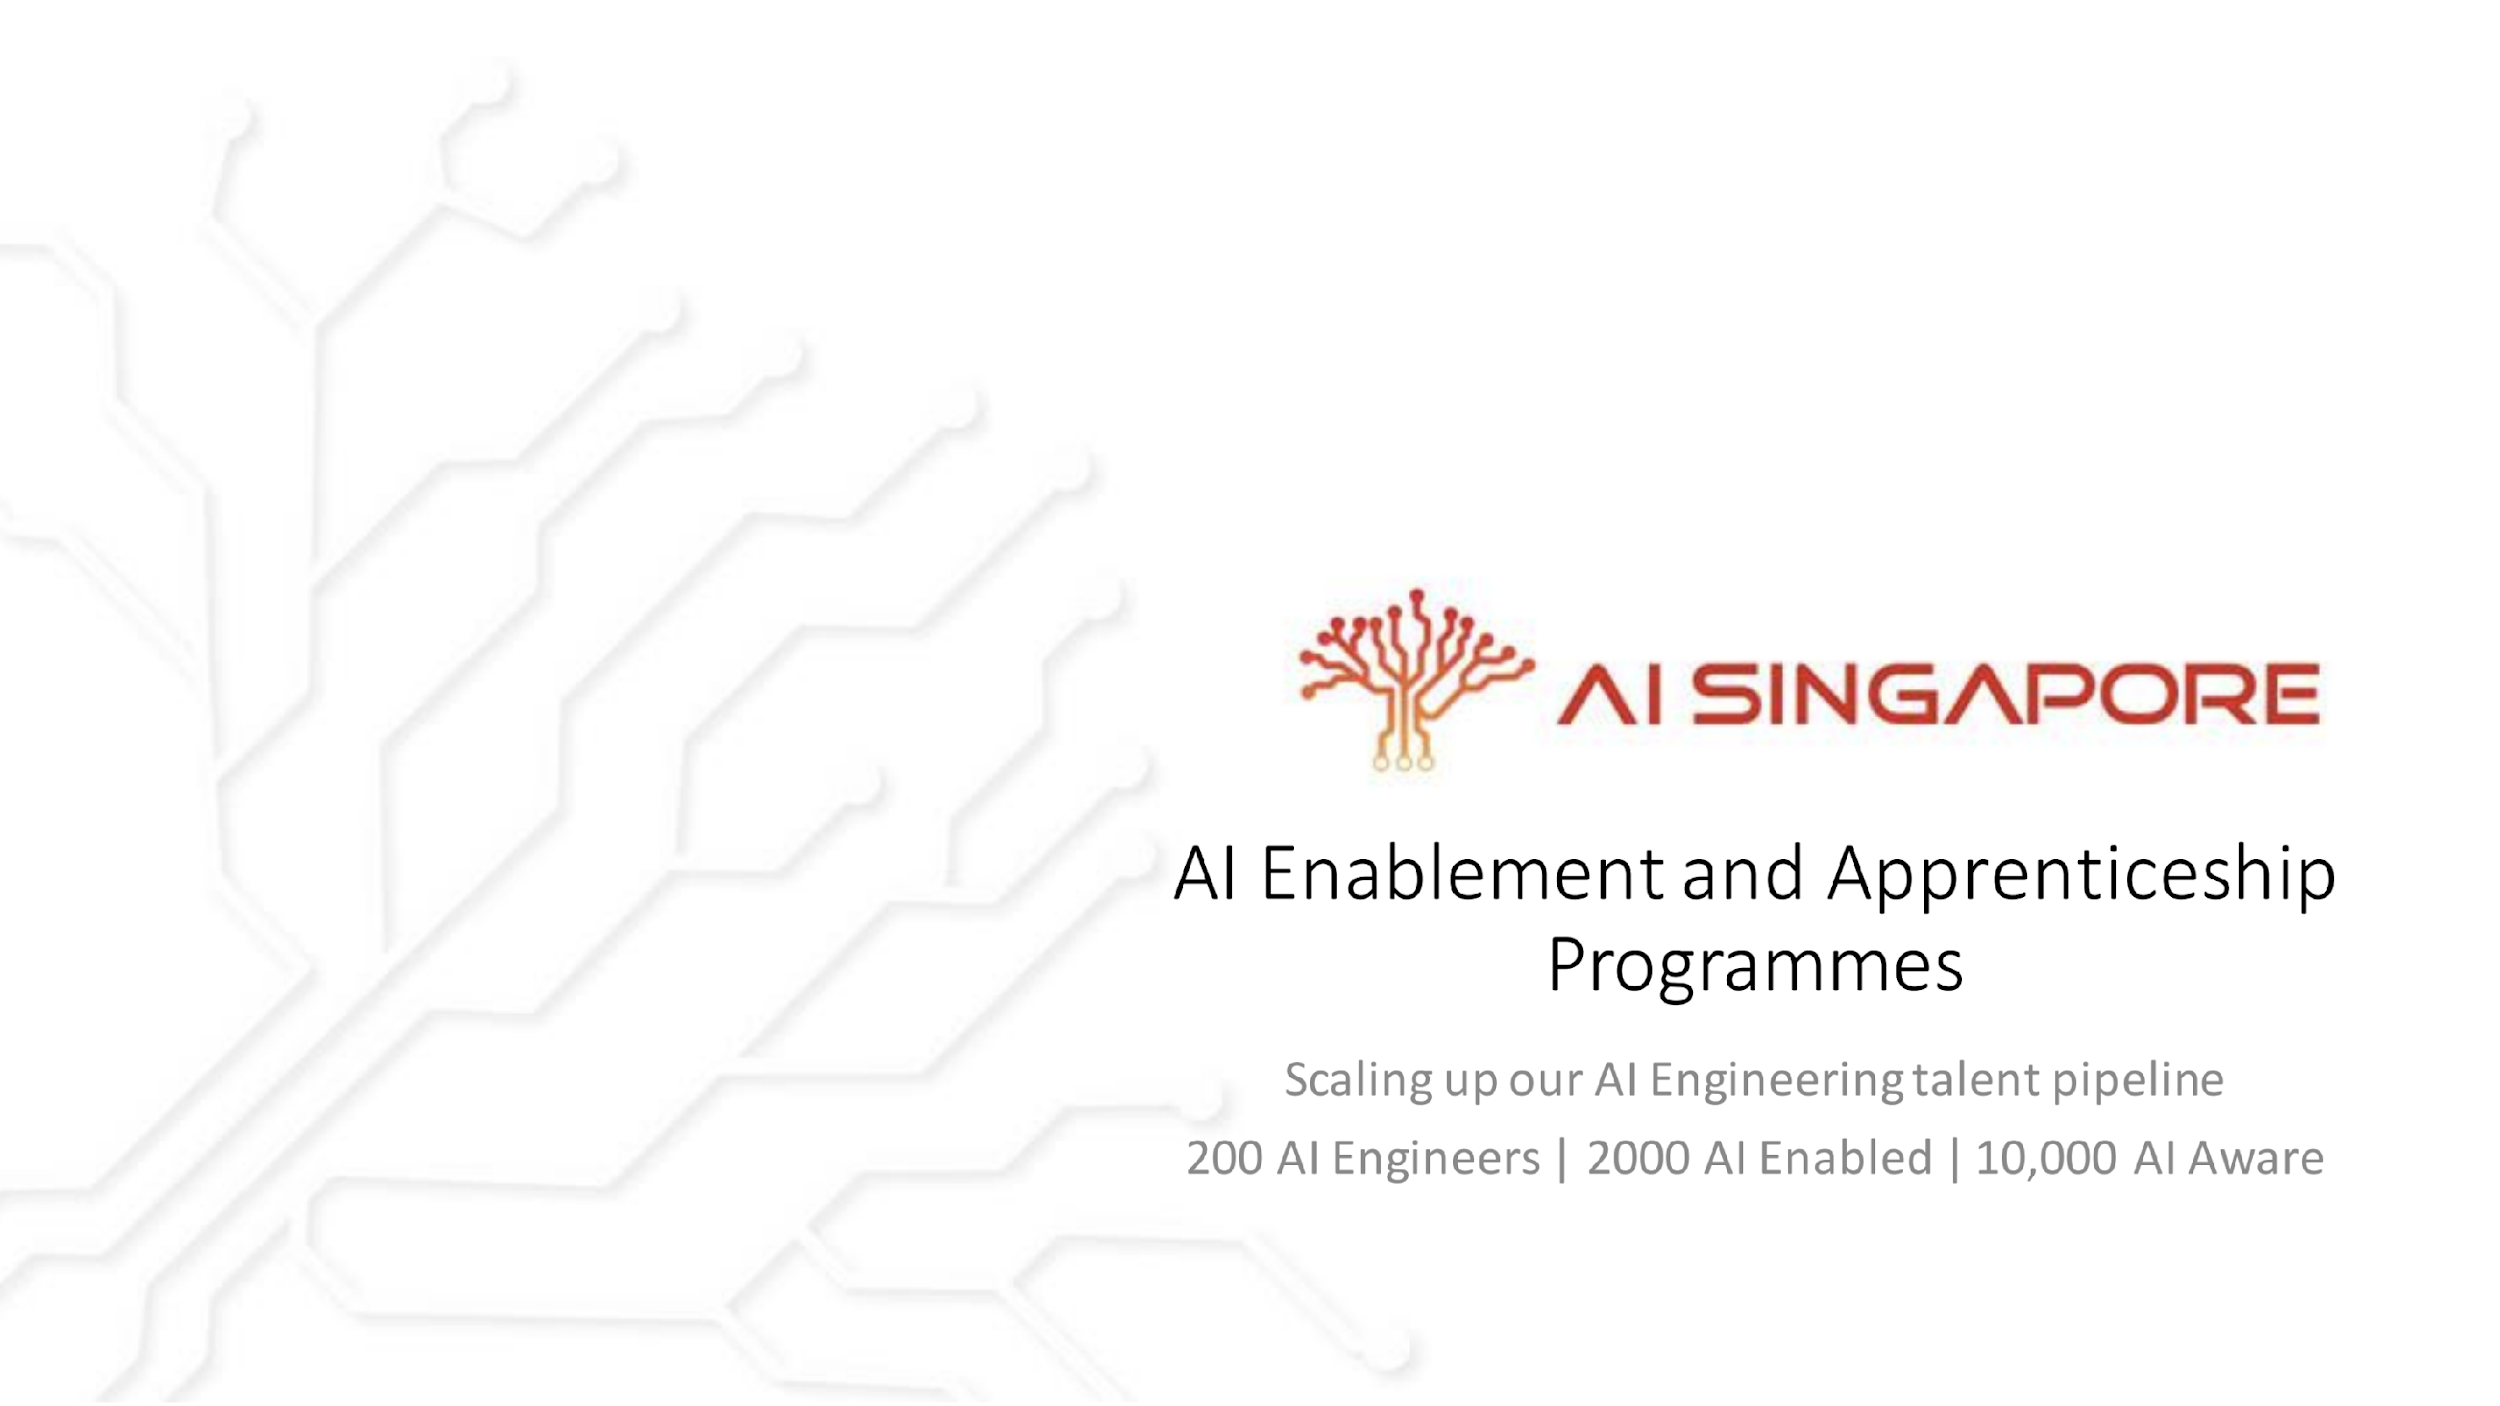 AI SINGAPORE
AI Enablement and Apprenticeship
Programmes
Scaling up our AI Engineering talent pipeline
200 AI Engineers | 2000 AI Enabled | 10,000 AI Aware